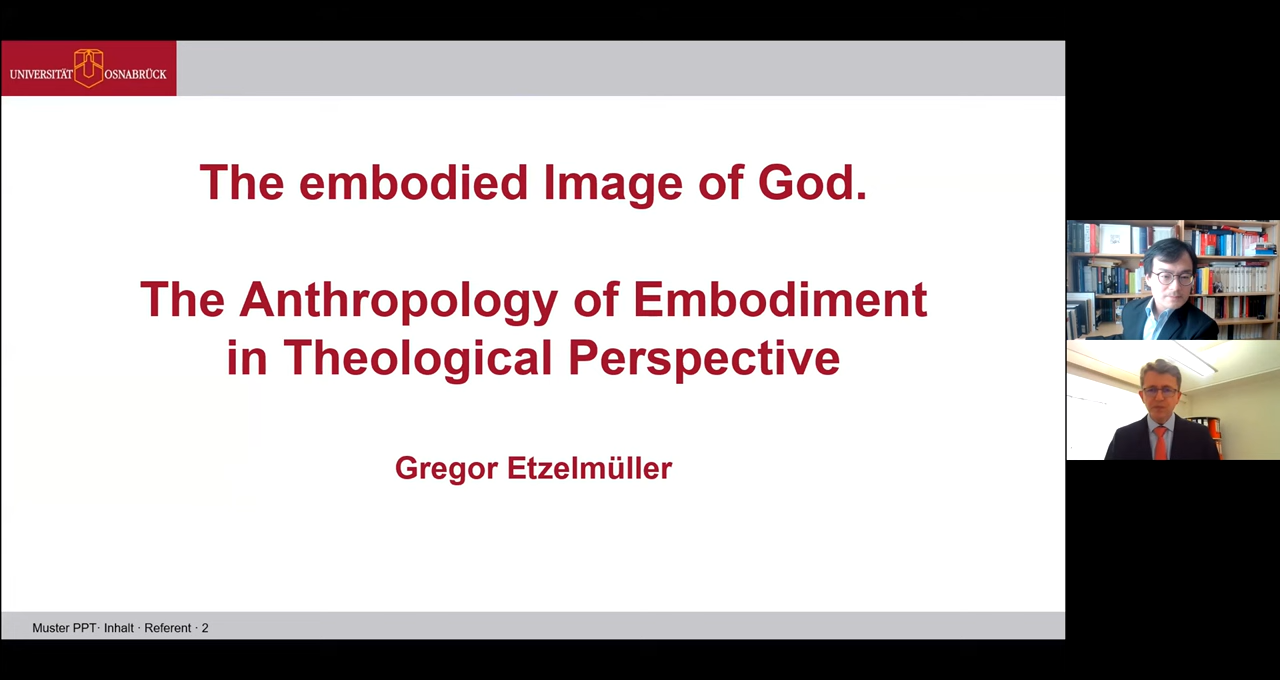 UNIVERSITÄT OSNABRÜCK
The embodied Image of God.
The Anthropology of Embodiment
in Theological Perspective
Gregor Etzelmüller
Muster PPT· Inhalt · Referent · 2